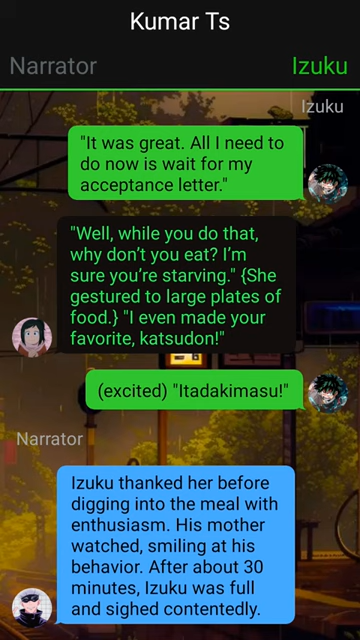 Kumar Ts
Narrator
Izuku
Izuku
"It was great. All I need to
do now is wait for my
acceptance letter."
"Well, while you do that,
why don't you eat? I'm
sure you're starving." {She
gestured to large plates of
food.} "I even made your
favorite, katsudon!"
(excited) "Itadakimasu!"
Narrator
Izuku thanked her before
digging into the meal with
enthusiasm. His mother
watched, smiling at his
behavior. After about 30
minutes, Izuku was full
and sighed contentedly.